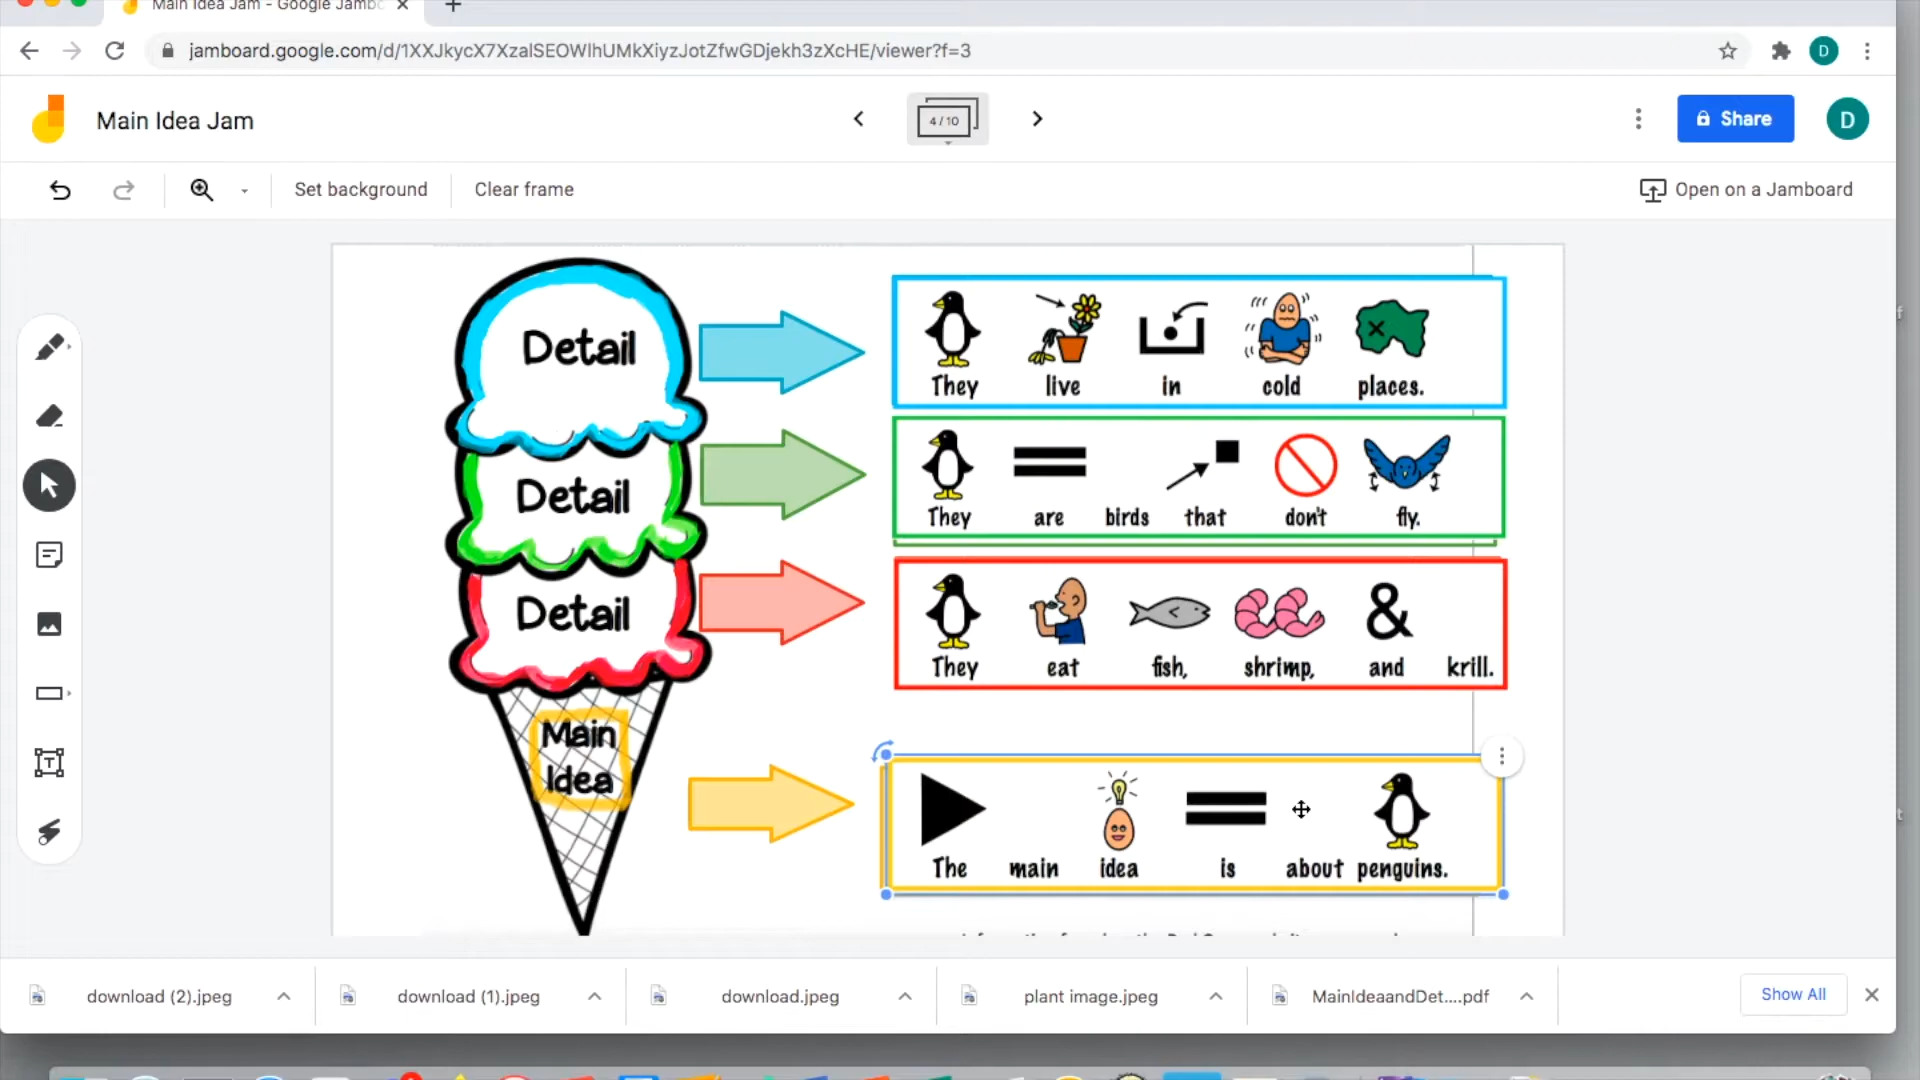 Main Idea Jam - Google Jambo
jamboard.google.com/d/1XXJkycX7XzalSEOWlhUMkXiyzJotZfwGDjekh3zXcHE/viewer?f=3
D
Main Idea Jam
4 / 10
Share
D
Set background
Clear frame
Open on a Jamboard
Detail
They live in cold places.
Detail
They are birds that don't fly.
Detail
&
They eat fish, shrimp, and krill.
Main
Idea
The main idea is about penguins.
download (2).jpeg
download (1).jpeg
download.jpeg
plant image.jpeg
MainIdeaandDet....pdf
Show All